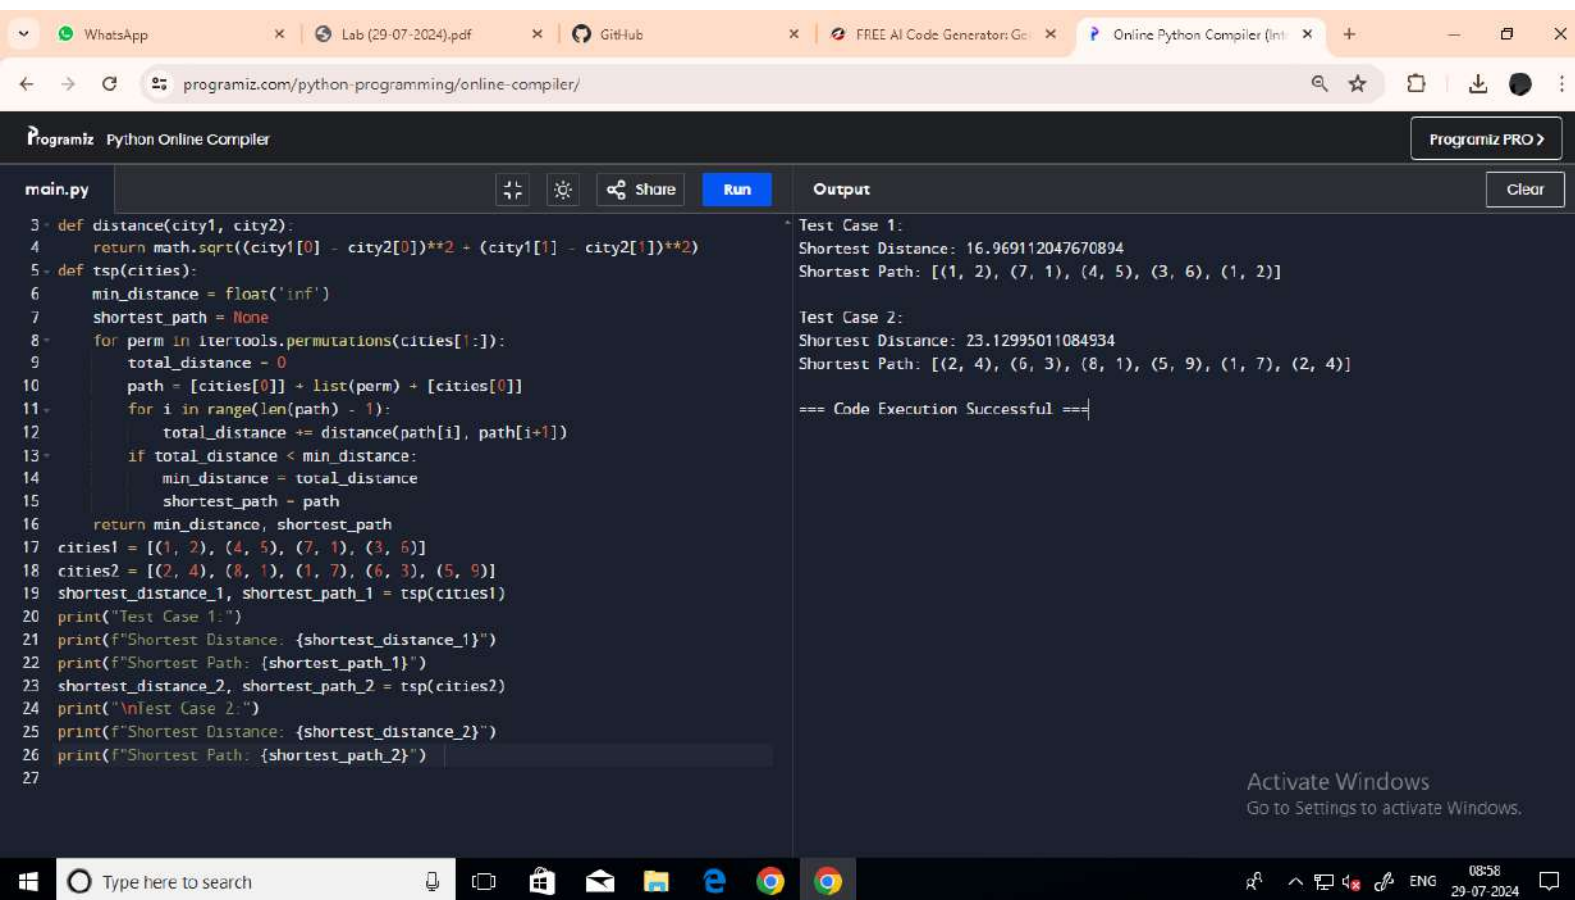 WhatsApp
Lab (29-07-2024).pdf
GitHub
FREE AI Code Generator: Ge
Online Python Compiler (Int
programiz.com/python-programming/online-compiler/
Programiz Python Online Compiler
Programiz PRO >
main.py
Share
Run
Output
Clear
3 def distance(city1, city2):
4 return math.sqrt((city1[0] - city2[0])**2 + (city1[1] - city2[1])**2)
5 def tsp(cities):
6 min_distance = float('inf')
7 shortest_path = None
8 for perm in itertools.permutations(cities[1:]):
9 total_distance = 0
10 path = [cities[0]] + list(perm) + [cities[0]]
11 for i in range(len(path) - 1):
12 total_distance += distance(path[i], path[i+1])
13 if total_distance < min_distance:
14 min_distance = total_distance
15 shortest_path = path
16 return min_distance, shortest_path
17 cities1 = [(1, 2), (4, 5), (7, 1), (3, 6)]
18 cities2 = [(2, 4), (8, 1), (1, 7), (6, 3), (5, 9)]
19 shortest_distance_1, shortest_path_1 = tsp(cities1)
20 print("Test Case 1:")
21 print(f"Shortest Distance: {shortest_distance_1}")
22 print(f"Shortest Path: {shortest_path_1}")
23 shortest_distance_2, shortest_path_2 = tsp(cities2)
24 print("\nTest Case 2:")
25 print(f"Shortest Distance: {shortest_distance_2}")
26 print(f"Shortest Path: {shortest_path_2}")
27
Test Case 1:
Shortest Distance: 16.969112047670894
Shortest Path: [(1, 2), (7, 1), (4, 5), (3, 6), (1, 2)]
Test Case 2:
Shortest Distance: 23.12995011084934
Shortest Path: [(2, 4), (6, 3), (8, 1), (5, 9), (1, 7), (2, 4)]
=== Code Execution Successful ===
Activate Windows
Go to Settings to activate Windows.
Type here to search
ENG
08:58
29-07-2024